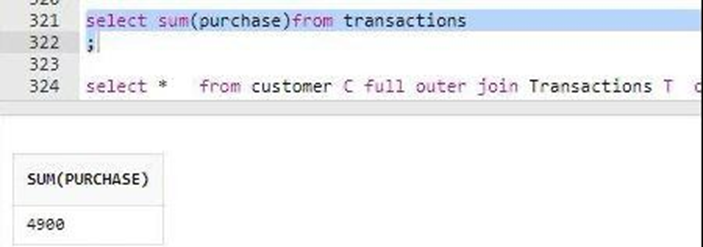 321 select sum(purchase)from transactions
322 ;
323
324 select * from customer C full outer join Transactions T
SUM(PURCHASE)
4900